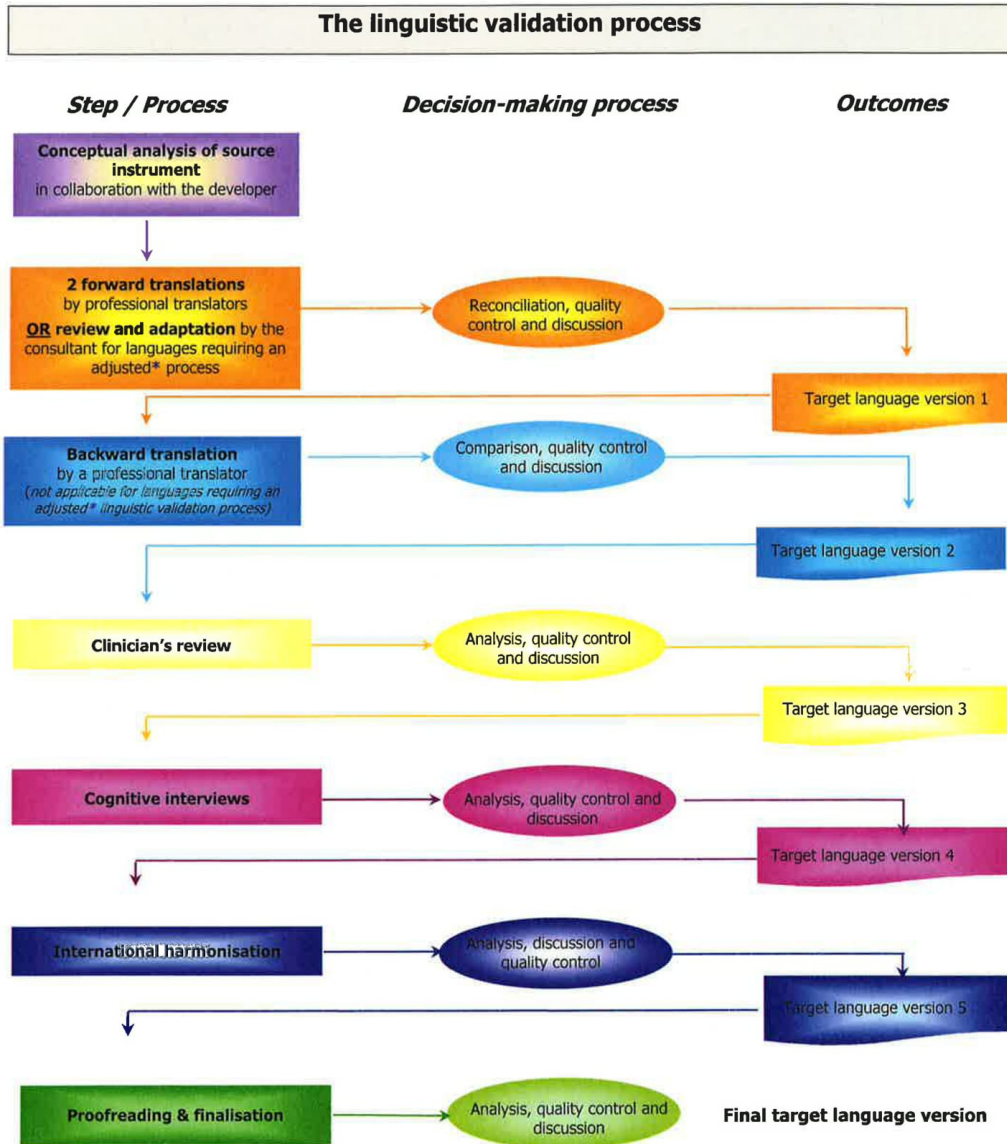 The linguistic validation process
Step / Process
Decision-making process
Outcomes
Conceptual analysis of source
instrument
in collaboration with the developer
2 forward translations
by professional translators
OR review and adaptation by the
consultant for languages requiring an
adjusted* process
Reconciliation, quality
control and discussion
Target language version 1
Backward translation
by a professional translator
(not applicable for languages requiring an
adjusted* linguistic validation process)
Comparison, quality control
and discussion
Target language version 2
Clinician's review
Analysis, quality control
and discussion
Target language version 3
Cognitive interviews
Analysis, quality control and
discussion
Target language version 4
International harmonisation
Analysis, discussion and
quality control
Target language version 5
Proofreading & finalisation
Analysis, quality control and
discussion
Final target language version